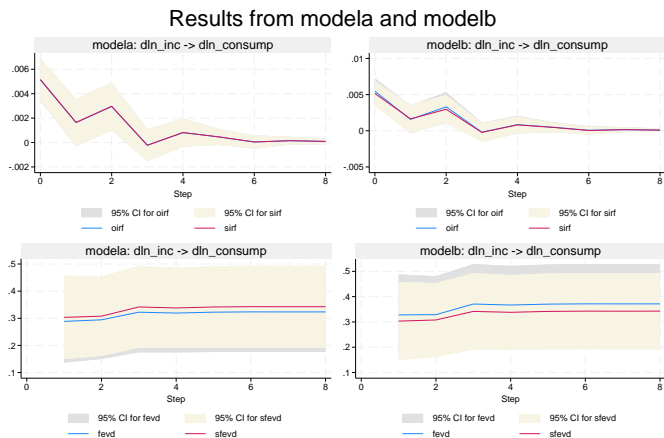 Results from modela and modelb
modela: dln_inc -> dln_consump
.006
.004
.002
0
-.002
0 2 4 6 8
Step
95% CI for oirf 95% CI for sirf
oirf sirf
modelb: dln_inc -> dln_consump
.01
.005
0
-.005
0 2 4 6 8
Step
95% CI for oirf 95% CI for sirf
oirf sirf
modela: dln_inc -> dln_consump
.5
.4
.3
.2
.1
0 2 4 6 8
Step
95% CI for fevd 95% CI for sfevd
fevd sfevd
modelb: dln_inc -> dln_consump
.5
.4
.3
.2
.1
0 2 4 6 8
Step
95% CI for fevd 95% CI for sfevd
fevd sfevd